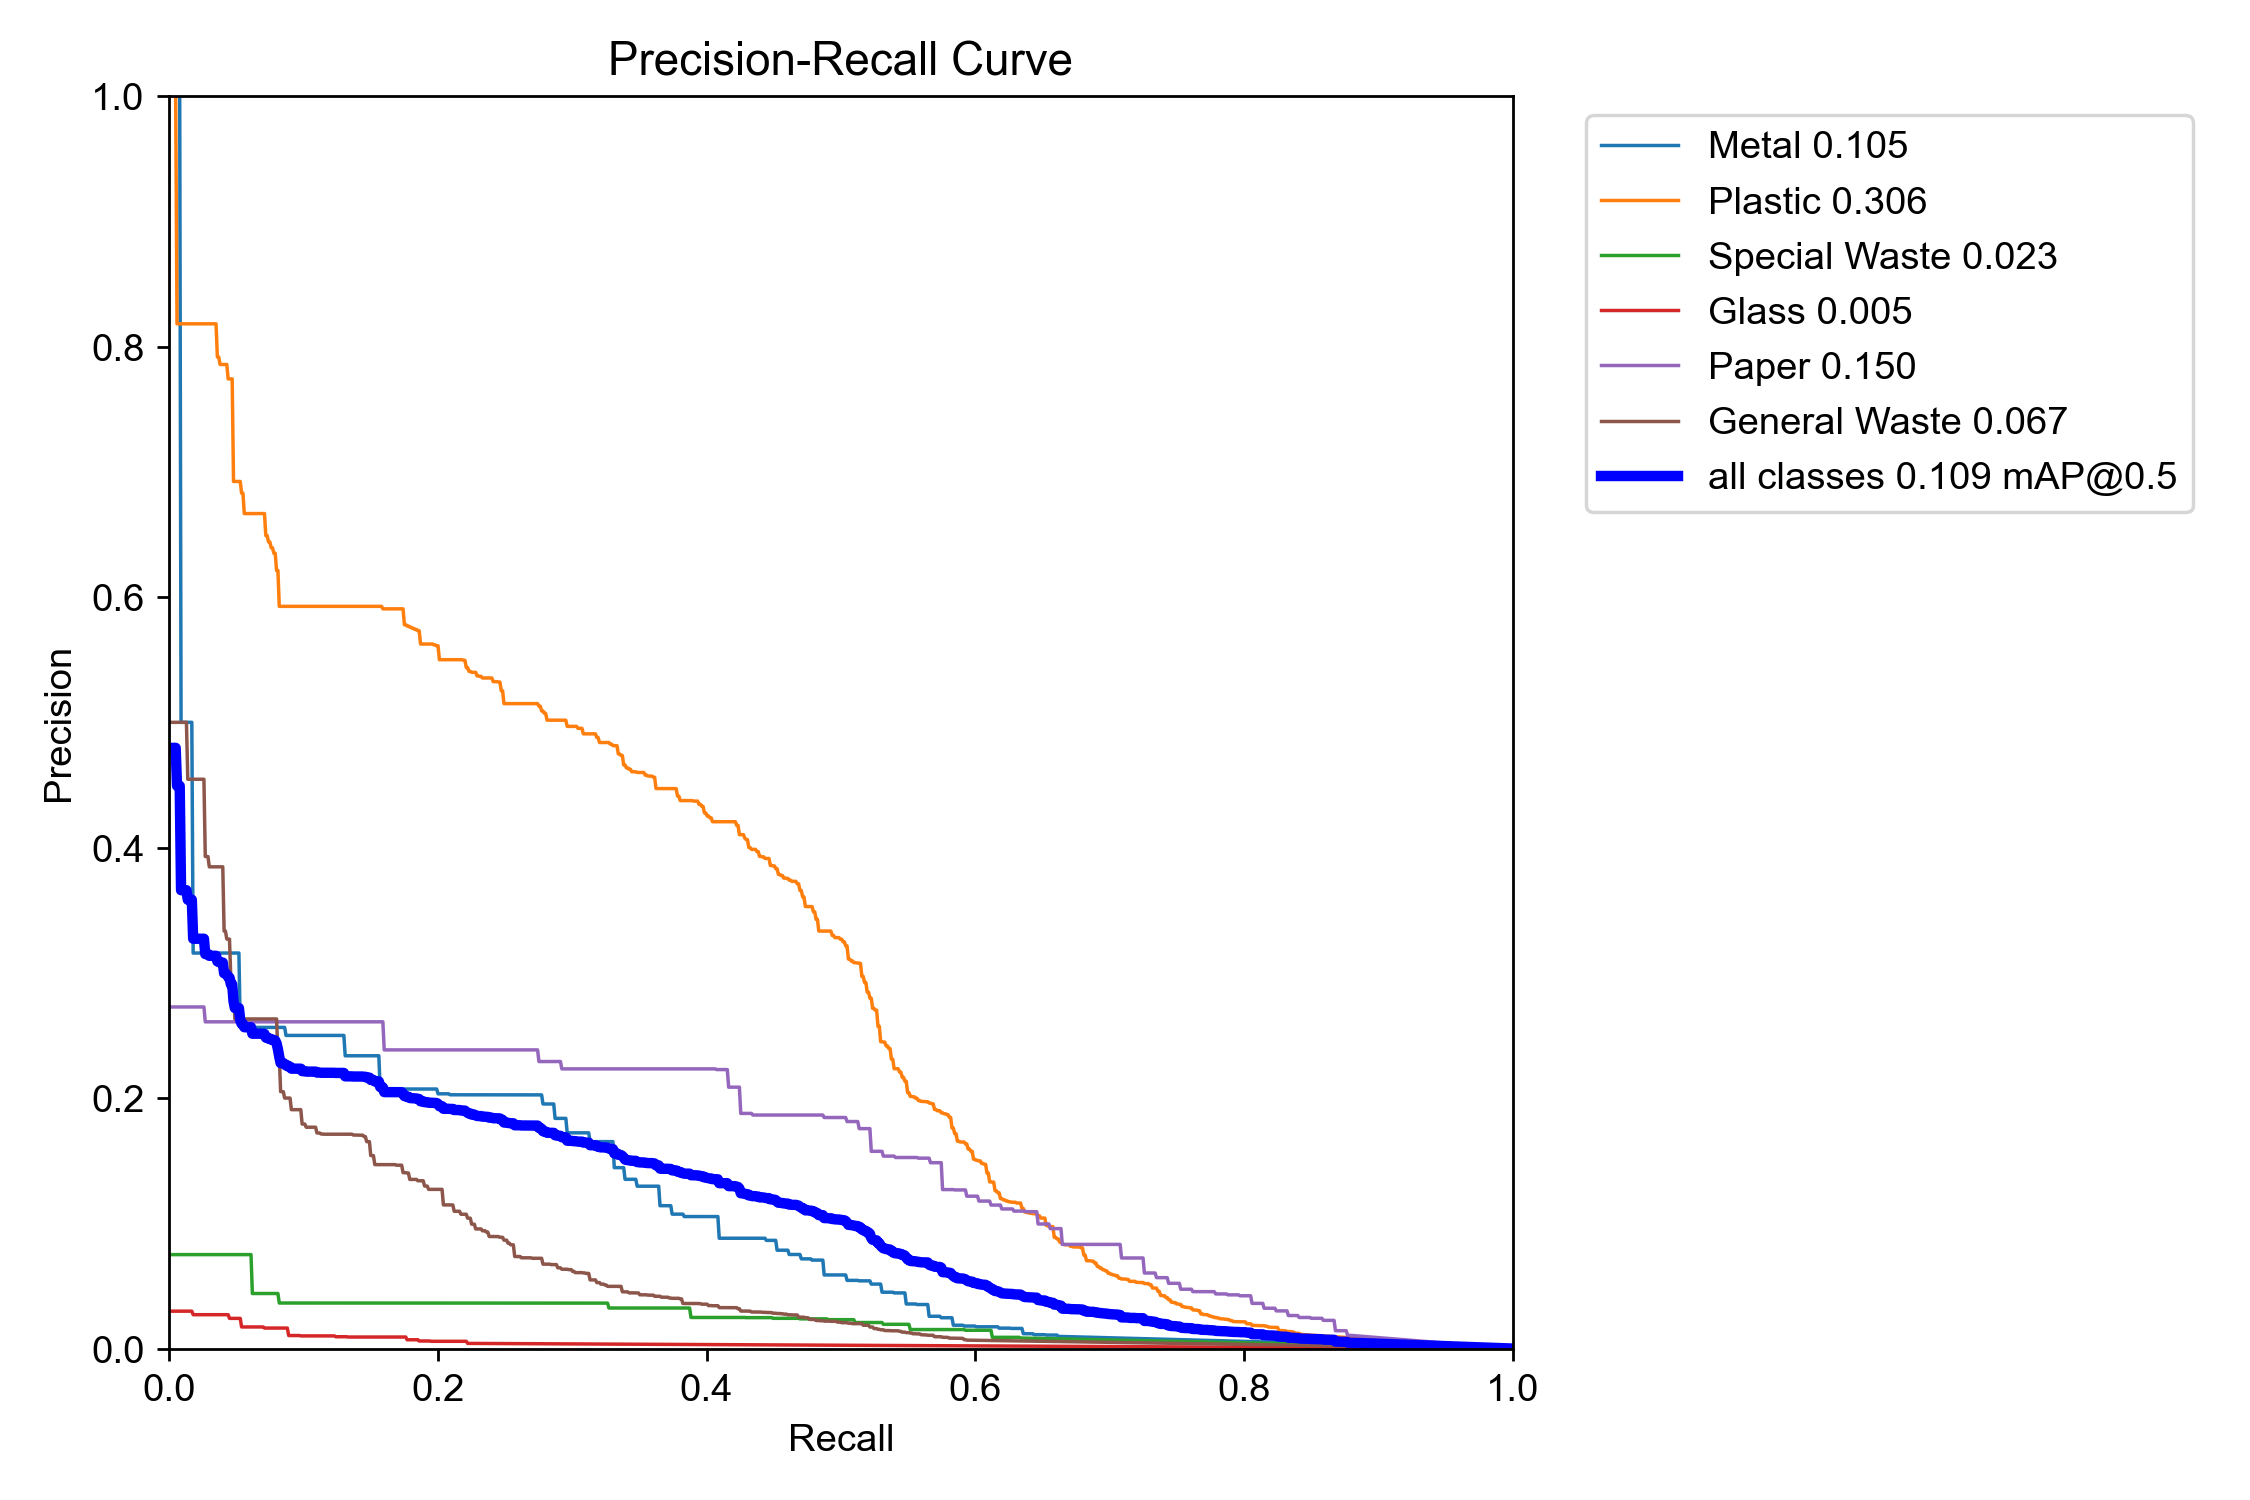 Precision-Recall Curve
1.0
0.8
0.6
0.4
0.2
0.0
Precision
0.0 0.2 0.4 0.6 0.8 1.0
Recall
Metal 0.105
Plastic 0.306
Special Waste 0.023
Glass 0.005
Paper 0.150
General Waste 0.067
all classes 0.109 mAP@0.5